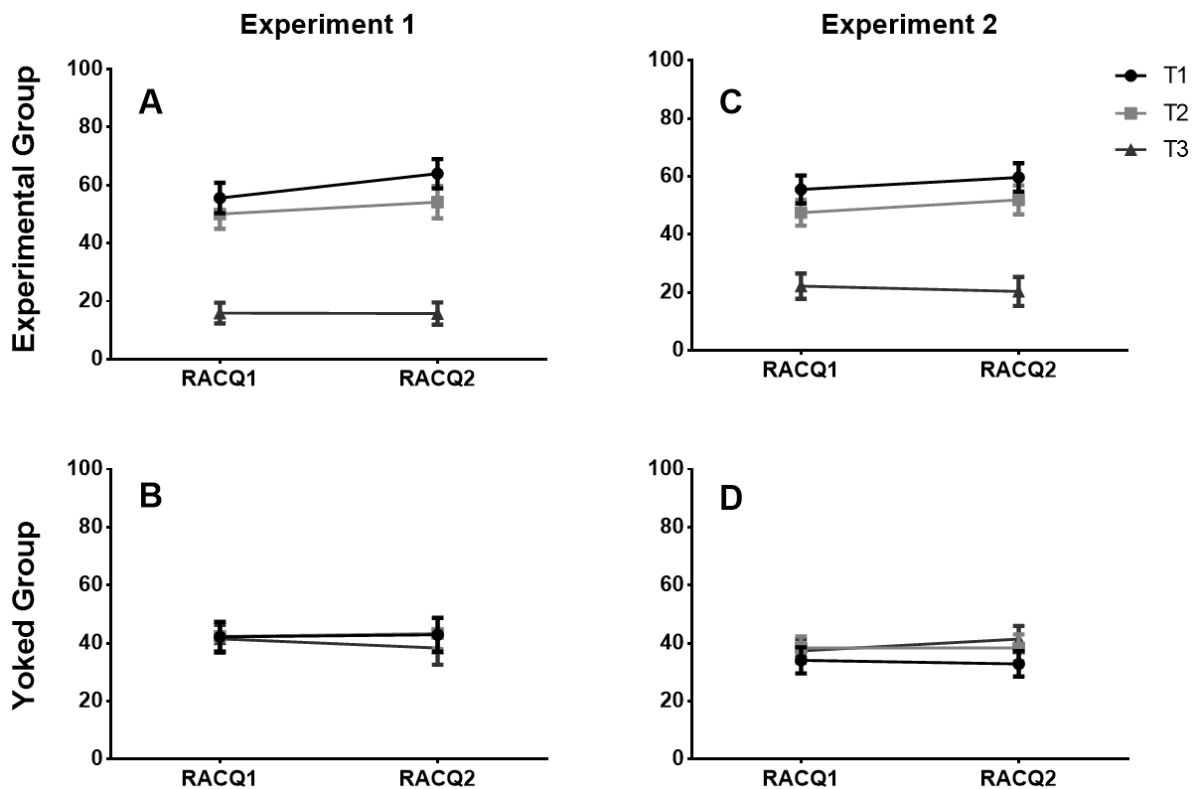 Experiment 1
Experiment 2
Experimental Group
A
100
80
60
40
20
0
RACQ1 RACQ2
C
100
80
60
40
20
0
RACQ1 RACQ2
T1
T2
T3
Yoked Group
B
100
80
60
40
20
0
RACQ1 RACQ2
D
100
80
60
40
20
0
RACQ1 RACQ2